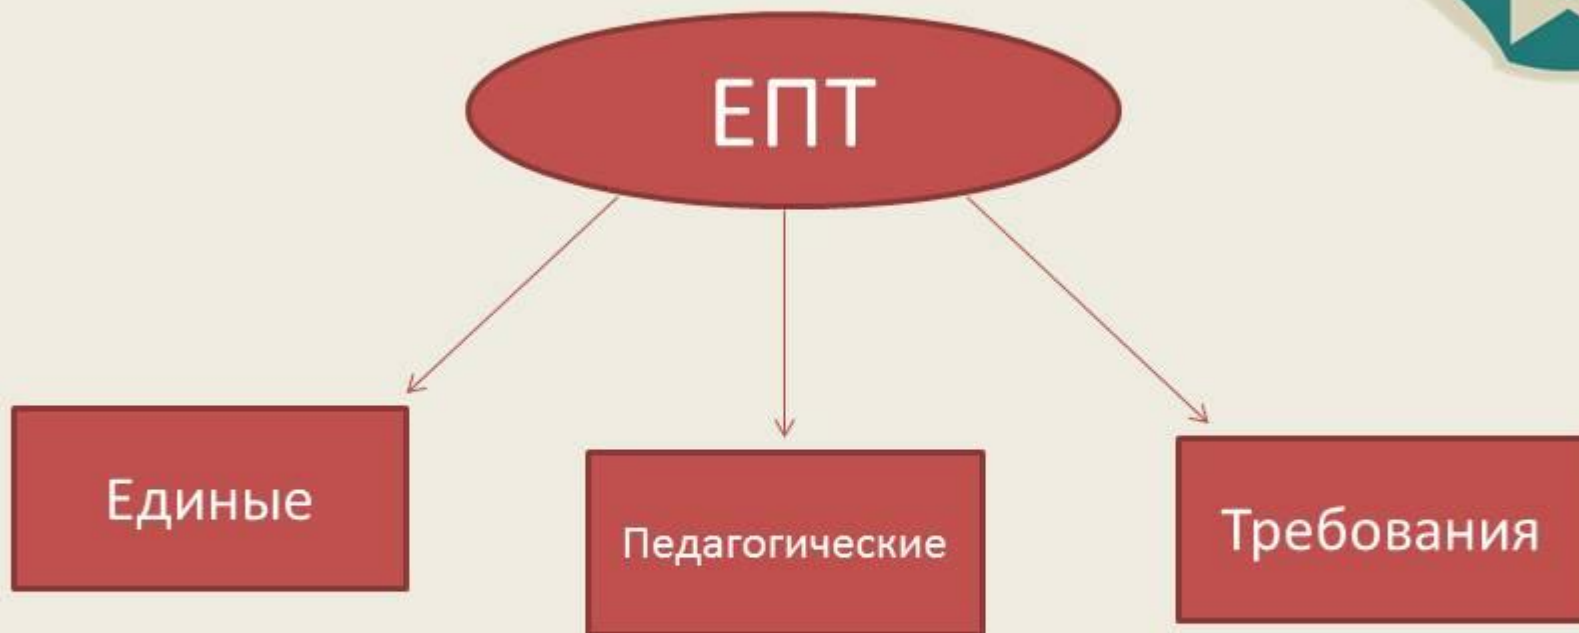 ЕПТ
Единые
Педагогические
Требования